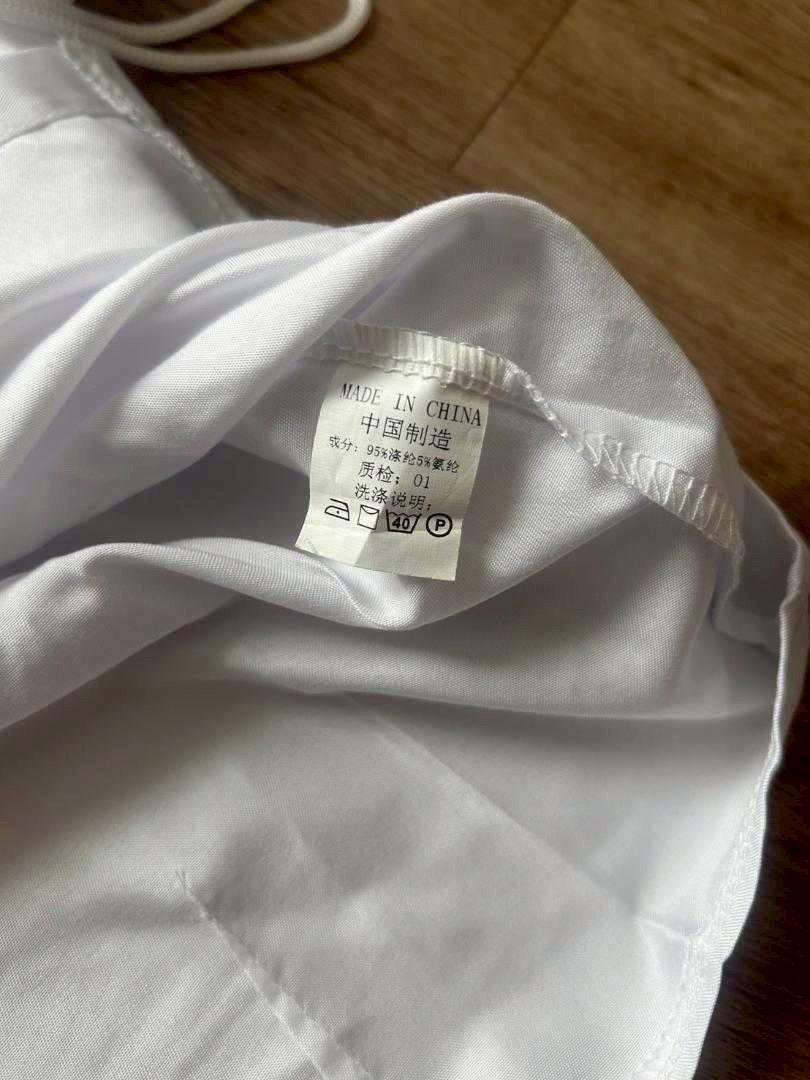 MADE IN CHINA
中国制造
成分: 95%涤纶5%氨纶
质检: 01
洗涤说明:
40 P